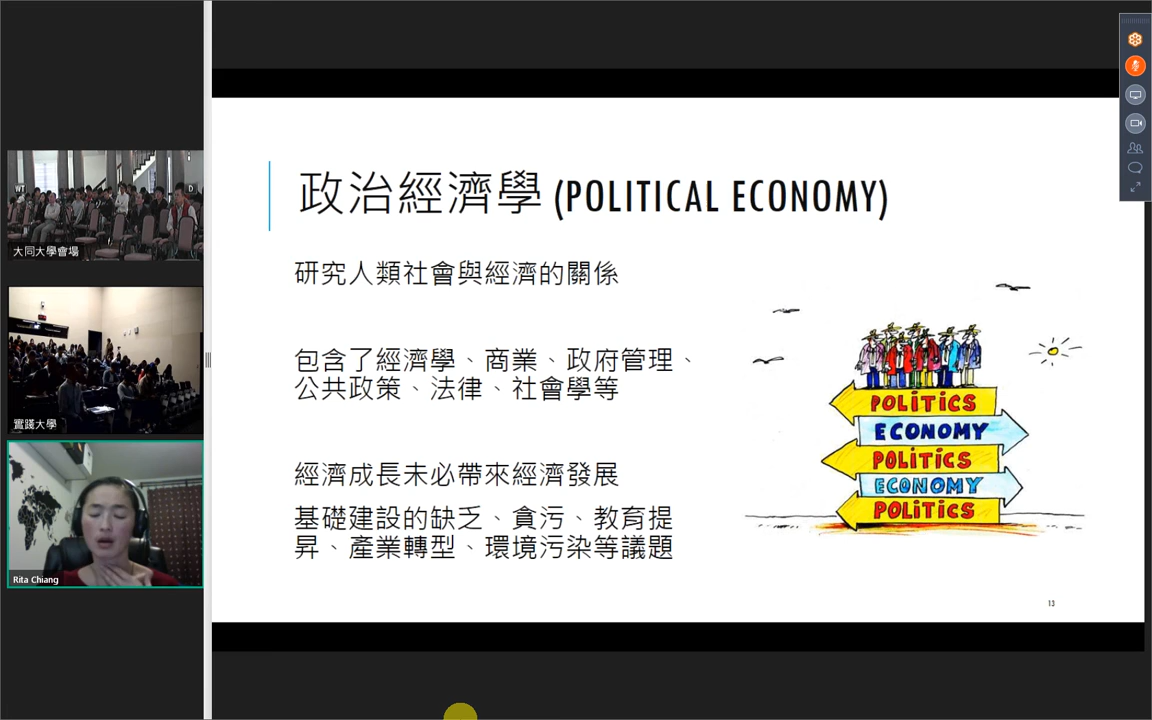 WT
D
大同大學會場
實踐大學
Rita Chiang
政治經濟學 (POLITICAL ECONOMY)
研究人類社會與經濟的關係
包含了經濟學、商業、政府管理、
公共政策、法律、社會學等
經濟成長未必帶來經濟發展
基礎建設的缺乏、貪污、教育提
昇、產業轉型、環境污染等議題
POLITICS
ECONOMY
POLITICS
ECONOMY
POLITICS
13